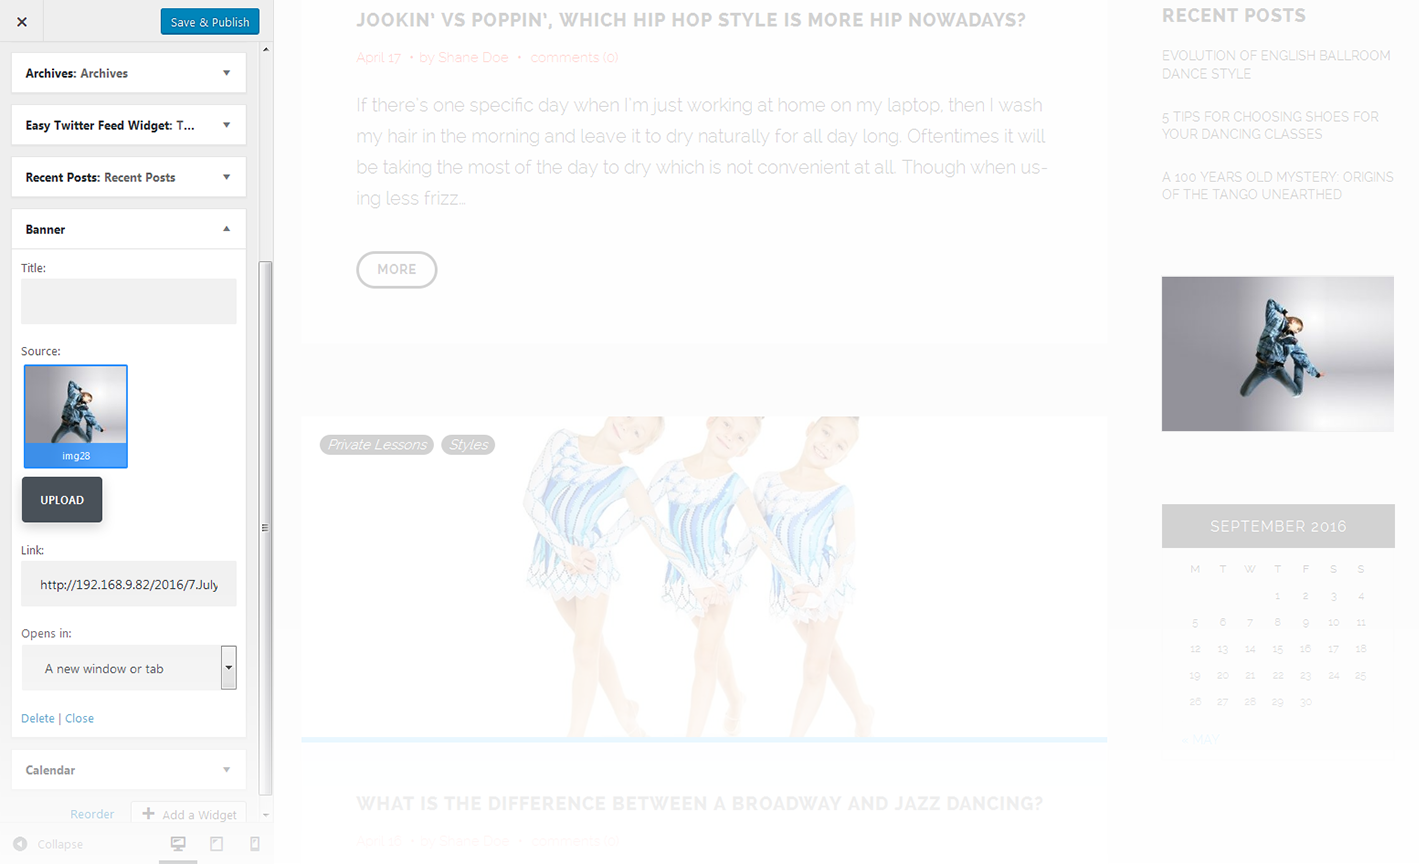 Save & Publish
Archives: Archives
Easy Twitter Feed Widget: T...
Recent Posts: Recent Posts
Banner
Title:
Source:
img28
UPLOAD
Link:
http://192.168.9.82/2016/7.July
Opens in:
A new window or tab
Delete | Close
Calendar
Reorder
Add a Widget
Collapse
JOOKIN' VS POPPIN', WHICH HIP HOP STYLE IS MORE HIP NOWADAYS?
April 17 • by Shane Doe • comments (0)
If there's one specific day when I'm just working at home on my laptop, then I wash
my hair in the morning and leave it to dry naturally for all day long. Oftentimes it will
be taking the most of the day to dry which is not convenient at all. Though when us-
ing less frizz...
MORE
Private Lessons Styles
WHAT IS THE DIFFERENCE BETWEEN A BROADWAY AND JAZZ DANCING?
April 16 • by Shane Doe • comments (0)
RECENT POSTS
EVOLUTION OF ENGLISH BALLROOM
DANCE STYLE
5 TIPS FOR CHOOSING SHOES FOR
YOUR DANCING CLASSES
A 100 YEARS OLD MYSTERY: ORIGINS
OF THE TANGO UNEARTHED
SEPTEMBER 2016
M T W T F S S
1 2 3 4
5 6 7 8 9 10 11
12 13 14 15 16 17 18
19 20 21 22 23 24 25
26 27 28 29 30
« MAY